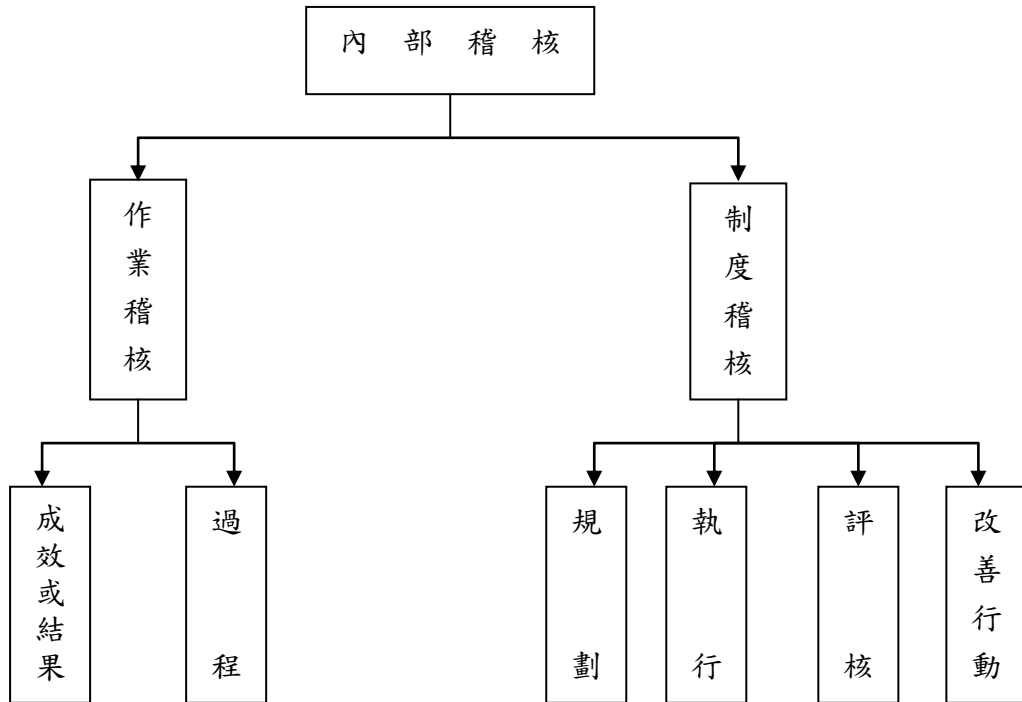 內部稽核
作業稽核
制度稽核
成效或結果
過程
規劃
執行
評核
改善行動